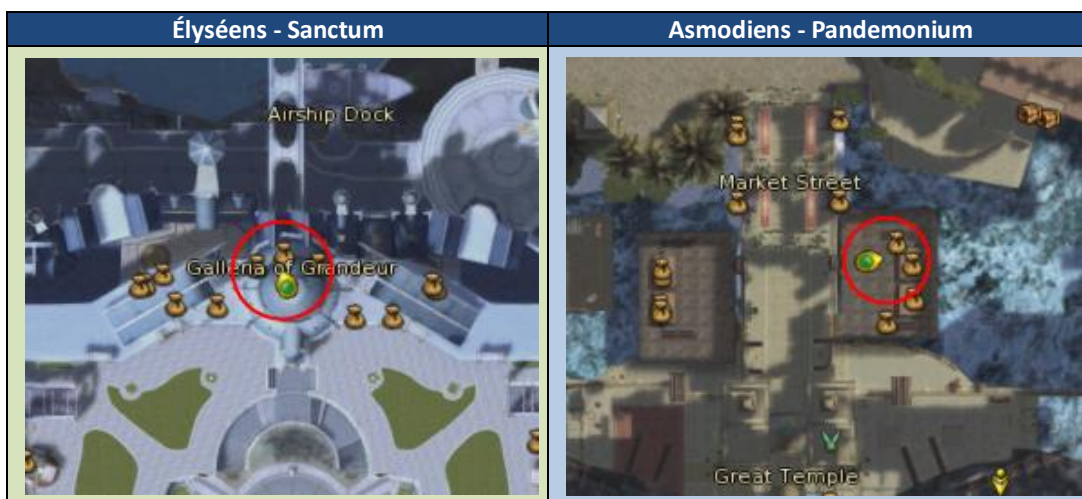 Élyséens - Sanctum
Asmodiens - Pandemonium
Airship Dock
Galleria of Grandeur
Market Street
Great Temple